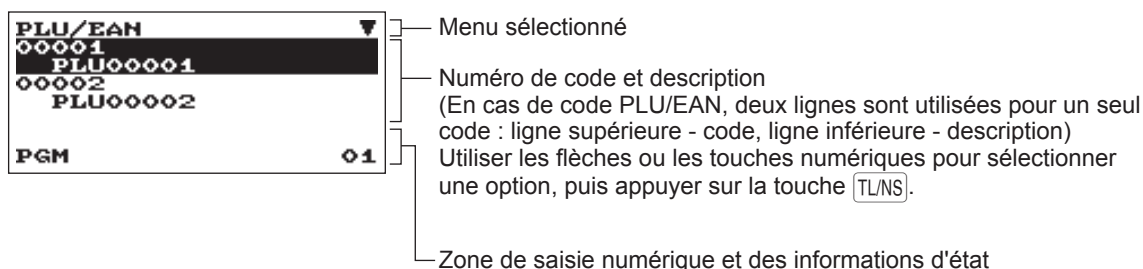 PLU/EAN ▼
00001
PLU00001
00002
PLU00002
PGM 01
Menu sélectionné
Numéro de code et description
(En cas de code PLU/EAN, deux lignes sont utilisées pour un seul
code : ligne supérieure - code, ligne inférieure - description)
Utiliser les flèches ou les touches numériques pour sélectionner
une option, puis appuyer sur la touche TL/NS.
Zone de saisie numérique et des informations d'état